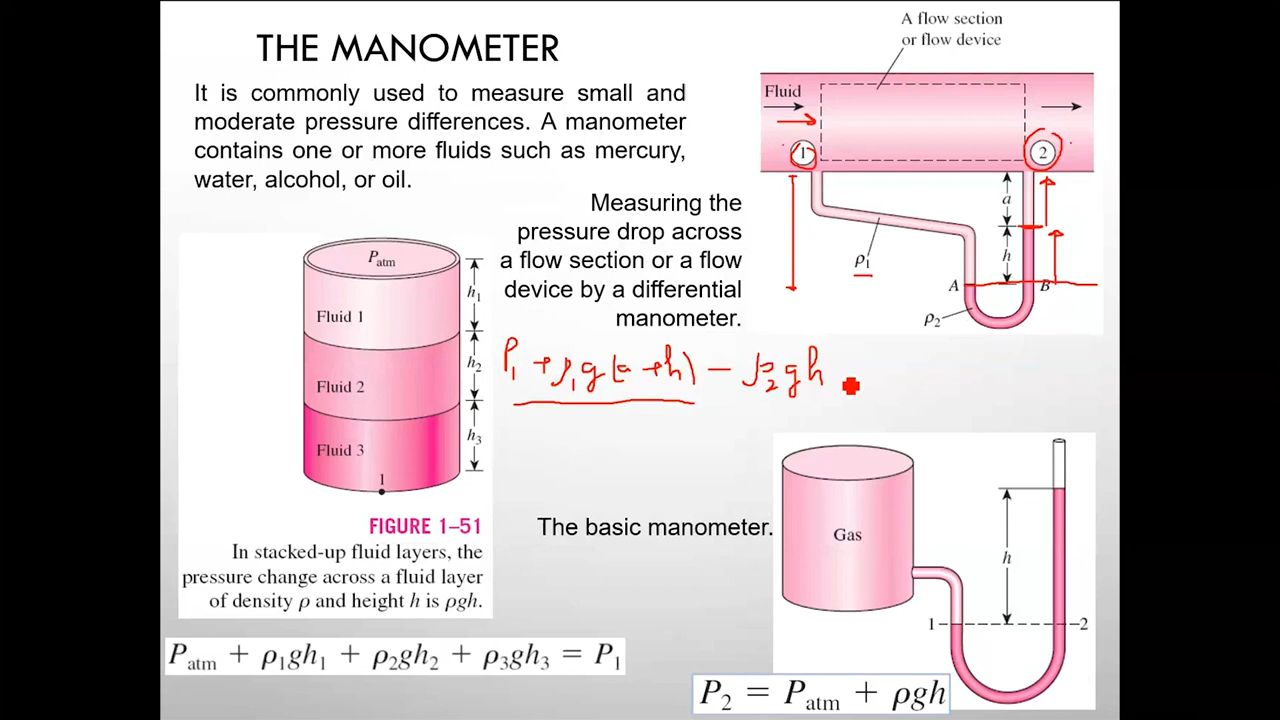 THE MANOMETER
It is commonly used to measure small and
moderate pressure differences. A manometer
contains one or more fluids such as mercury,
water, alcohol, or oil.
A flow section
or flow device
Fluid
1
2
a
h
ρ₁
A
B
ρ₂
Measuring the
pressure drop across
a flow section or a flow
device by a differential
manometer.
P₁ + ρ₁g(a+h) − ρ₂gh
Patm
h₁
Fluid 1
h₂
Fluid 2
h₃
Fluid 3
1
FIGURE 1–51
In stacked-up fluid layers, the
pressure change across a fluid layer
of density ρ and height h is ρgh.
Patm + ρ₁gh₁ + ρ₂gh₂ + ρ₃gh₃ = P₁
The basic manometer.
Gas
h
1
2
P₂ = Patm + ρgh